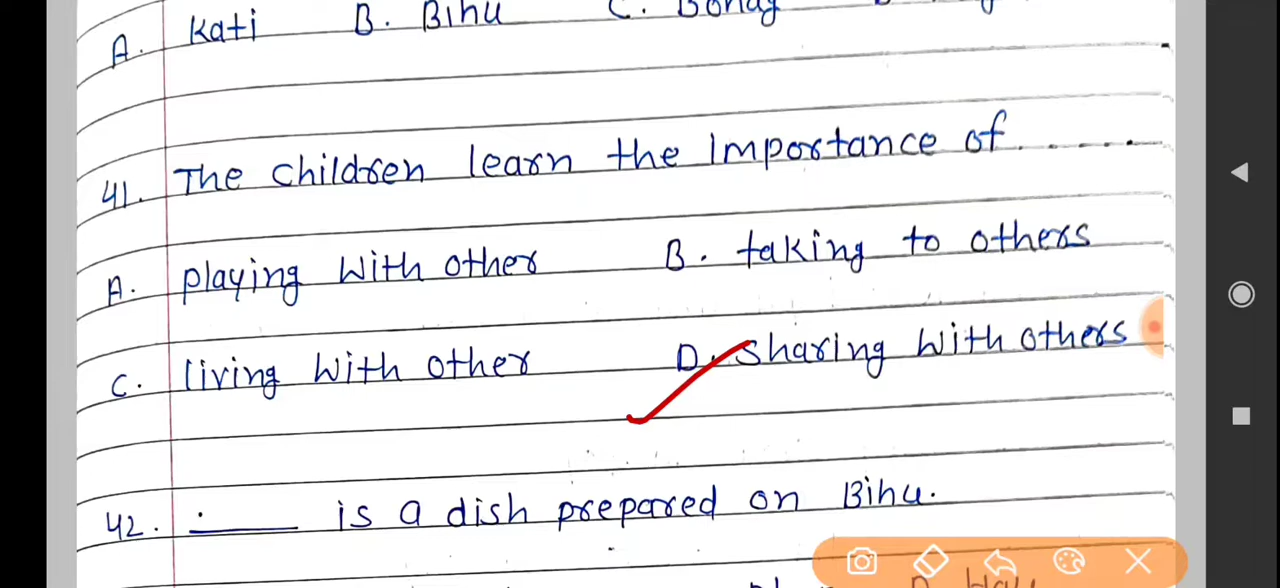 A. Kati B. Bihu C.
41. The children learn the Importance of......
A. playing With other B. taking to others
C. living With other D. Sharing With others
42. ____ is a dish prepared on Bihu.